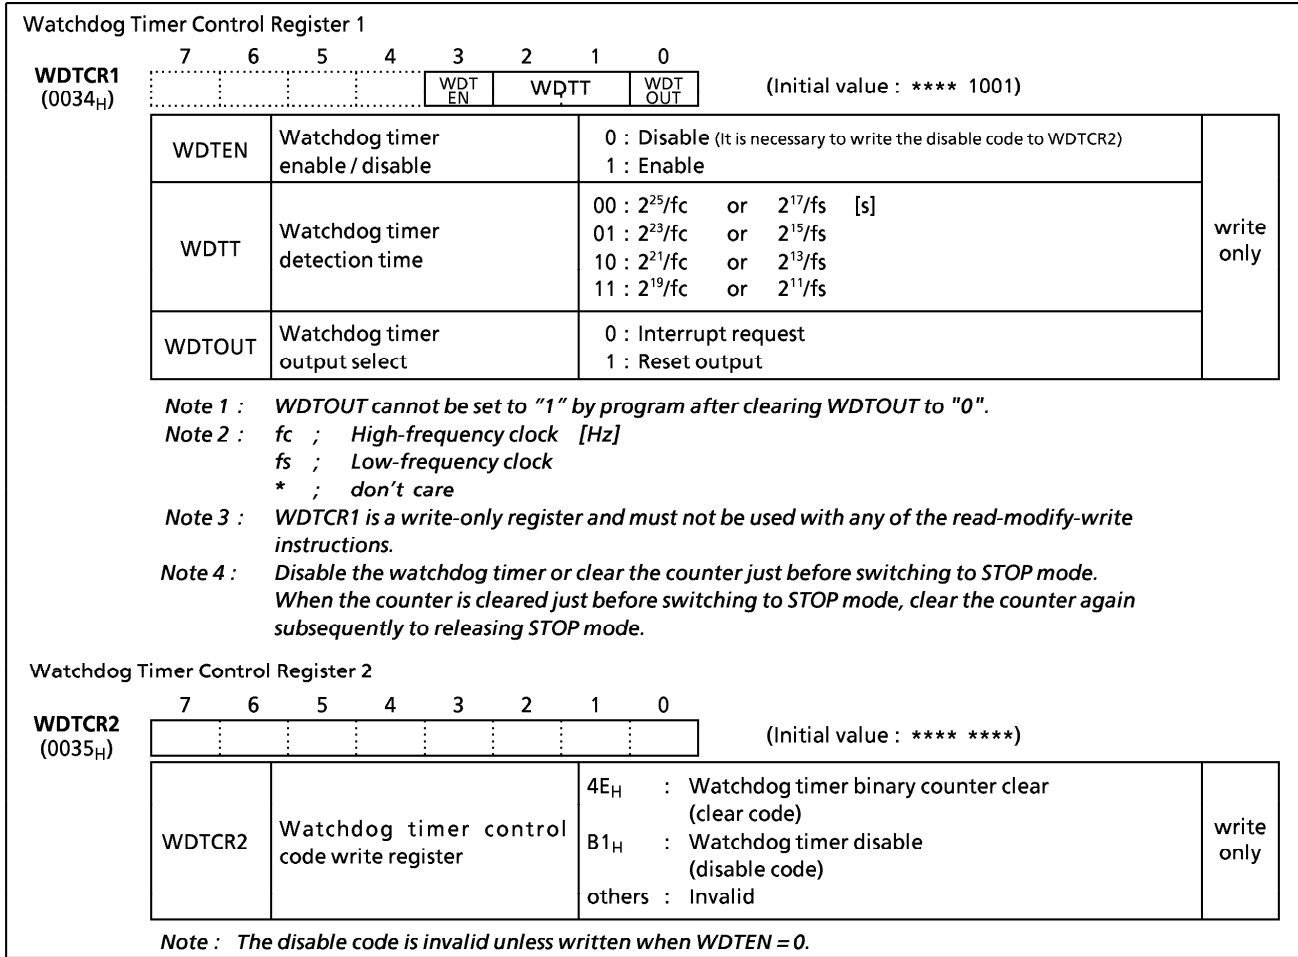 Watchdog Timer Control Register 1
7 6 5 4 3 2 1 0
WDTCR1 (0034H) WDT EN WDTT WDT OUT (Initial value : **** 1001)
WDTEN Watchdog timer enable / disable 0 : Disable (It is necessary to write the disable code to WDTCR2)
1 : Enable
WDTT Watchdog timer detection time 00 : 2²⁵/fc or 2¹⁷/fs [s]
01 : 2²³/fc or 2¹⁵/fs
10 : 2²¹/fc or 2¹³/fs
11 : 2¹⁹/fc or 2¹¹/fs
WDTOUT Watchdog timer output select 0 : Interrupt request
1 : Reset output
write only
Note 1 : WDTOUT cannot be set to "1" by program after clearing WDTOUT to "0".
Note 2 : fc ; High-frequency clock [Hz]
fs ; Low-frequency clock
* ; don't care
Note 3 : WDTCR1 is a write-only register and must not be used with any of the read-modify-write
instructions.
Note 4 : Disable the watchdog timer or clear the counter just before switching to STOP mode.
When the counter is cleared just before switching to STOP mode, clear the counter again
subsequently to releasing STOP mode.
Watchdog Timer Control Register 2
7 6 5 4 3 2 1 0
WDTCR2 (0035H) (Initial value : **** ****)
WDTCR2 Watchdog timer control code write register 4EH : Watchdog timer binary counter clear
(clear code)
B1H : Watchdog timer disable
(disable code)
others : Invalid
write only
Note : The disable code is invalid unless written when WDTEN = 0.